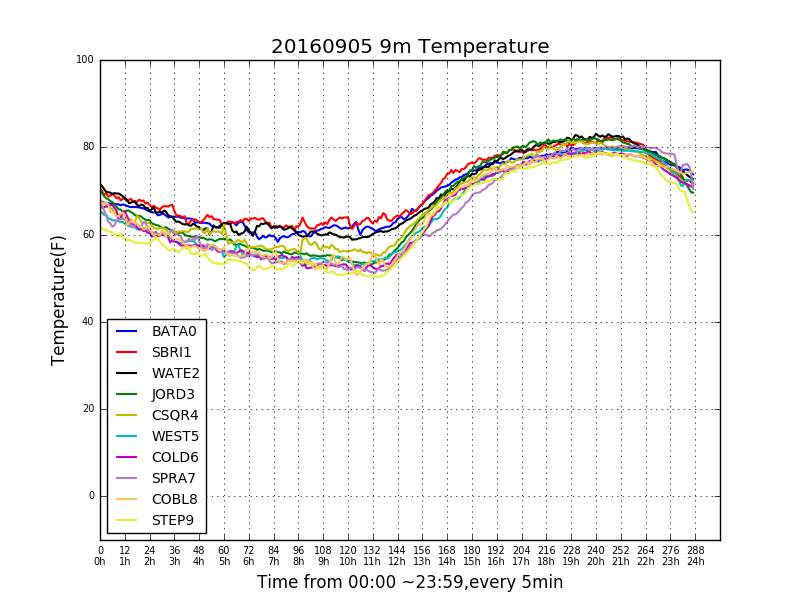 20160905 9m Temperature
Temperature(F)
100
80
60
40
20
0
BATA0
SBRI1
WATE2
JORD3
CSQR4
WEST5
COLD6
SPRA7
COBL8
STEP9
0 12 24 36 48 60 72 84 96 108 120 132 144 156 168 180 192 204 216 228 240 252 264 276 288
0h 1h 2h 3h 4h 5h 6h 7h 8h 9h 10h 11h 12h 13h 14h 15h 16h 17h 18h 19h 20h 21h 22h 23h 24h
Time from 00:00 ~23:59,every 5min